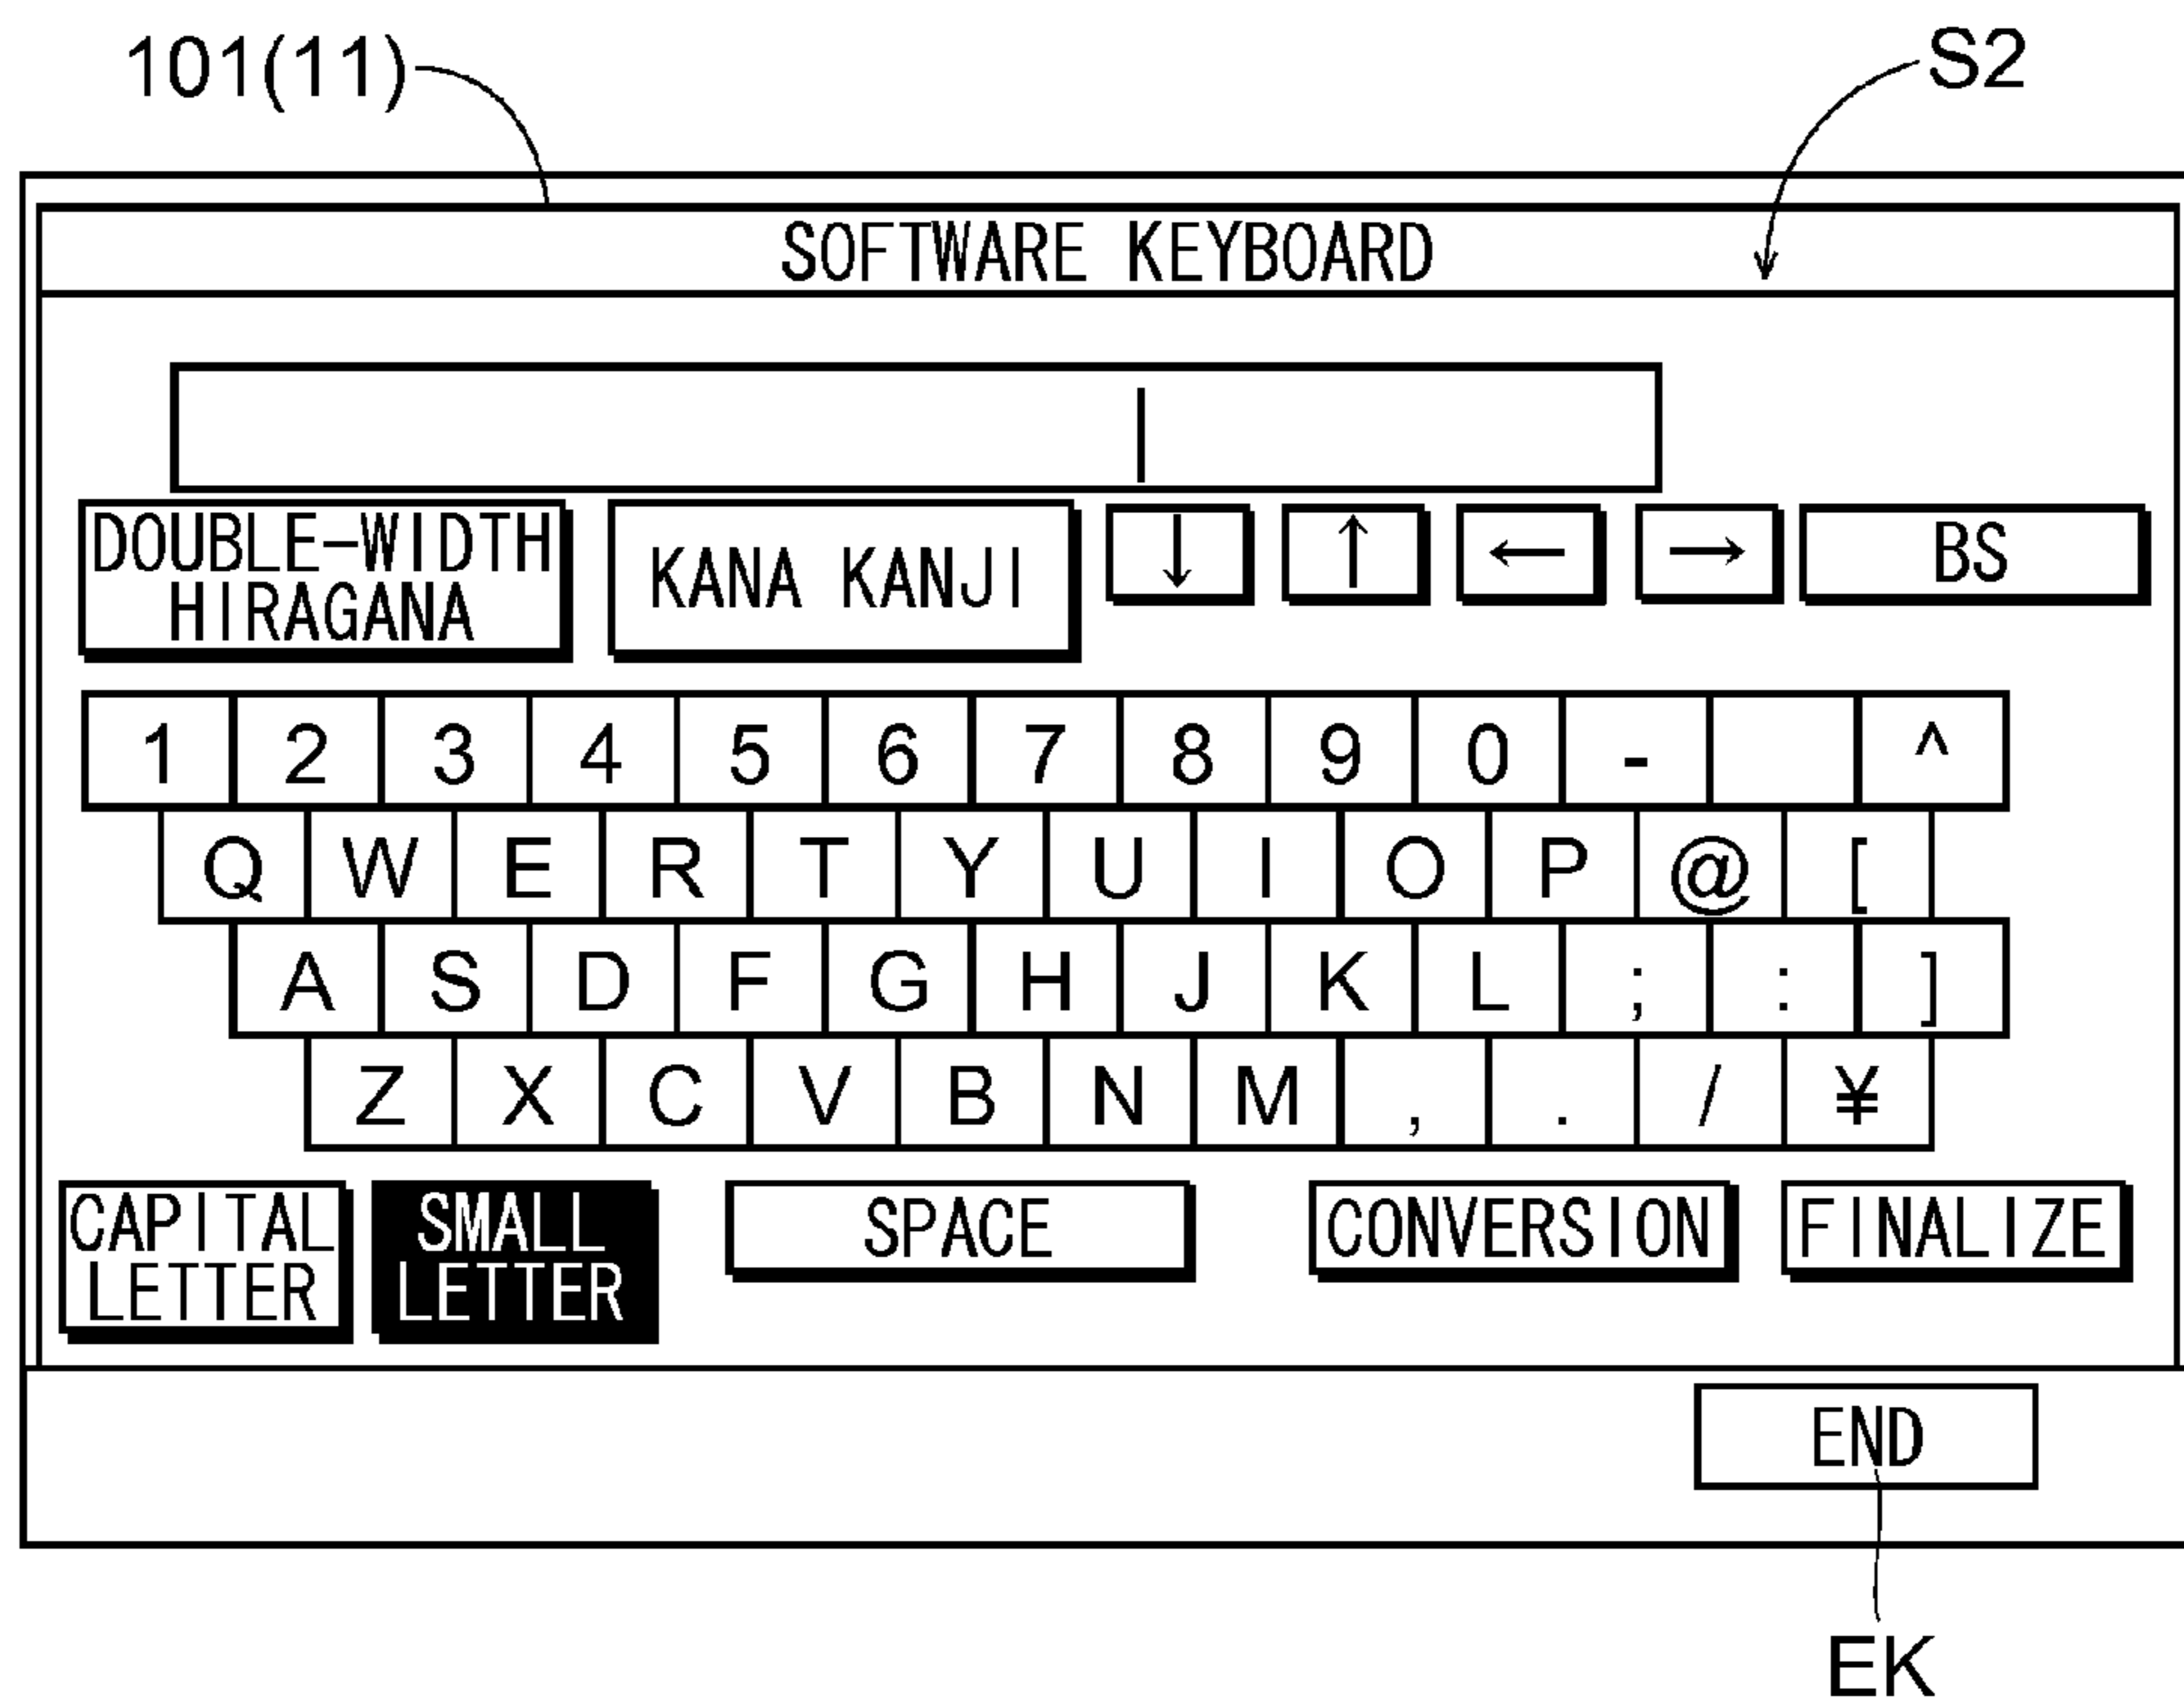 101(11) S2
SOFTWARE KEYBOARD
DOUBLE-WIDTH
HIRAGANA
KANA KANJI
↓ ↑ ← → BS
1 2 3 4 5 6 7 8 9 0 - ^
Q W E R T Y U I O P @ [
A S D F G H J K L ; : ]
Z X C V B N M , . / ¥
CAPITAL
LETTER
SMALL
LETTER
SPACE CONVERSION FINALIZE
END
EK